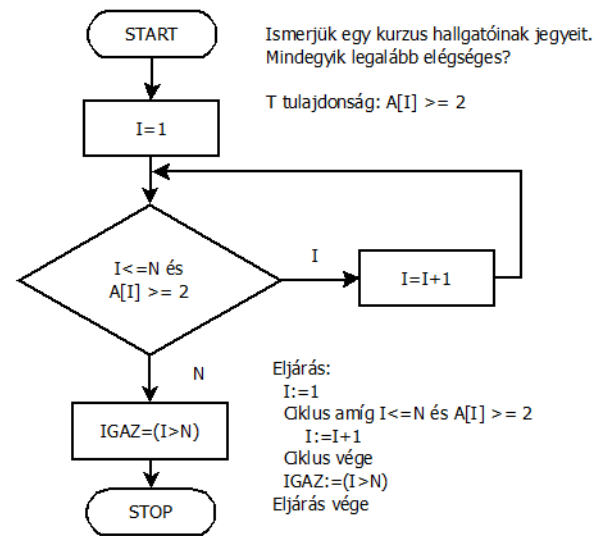 START
Ismerjük egy kurzus hallgatóinak jegyeit.
Mindegyik legalább elégséges?
T tulajdonság: A[I] >= 2
I=1
I<=N és
A[I] >= 2
I
I=I+1
N
IGAZ=(I>N)
STOP
Eljárás:
I:=1
Ciklus amíg I<=N és A[I] >= 2
I:=I+1
Ciklus vége
IGAZ:=(I>N)
Eljárás vége